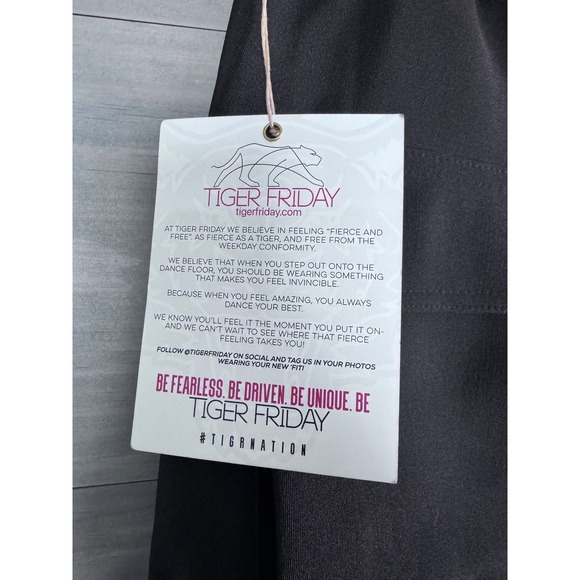 TIGER FRIDAY
tigerfriday.com
AT TIGER FRIDAY WE BELIEVE IN FEELING "FIERCE AND
FREE". AS FIERCE AS A TIGER, AND FREE FROM THE
WEEKDAY CONFORMITY.
WE BELIEVE THAT WHEN YOU STEP OUT ONTO THE
DANCE FLOOR, YOU SHOULD BE WEARING SOMETHING
THAT MAKES YOU FEEL INVINCIBLE.
BECAUSE WHEN YOU FEEL AMAZING, YOU ALWAYS
DANCE YOUR BEST.
WE KNOW YOU'LL FEEL IT THE MOMENT YOU PUT IT ON-
AND WE CAN'T WAIT TO SEE WHERE THAT FIERCE
FEELING TAKES YOU!
FOLLOW @TIGERFRIDAY ON SOCIAL AND TAG US IN YOUR PHOTOS
WEARING YOUR NEW 'FIT!
BE FEARLESS. BE DRIVEN. BE UNIQUE. BE
TIGER FRIDAY
#TIGRNATION